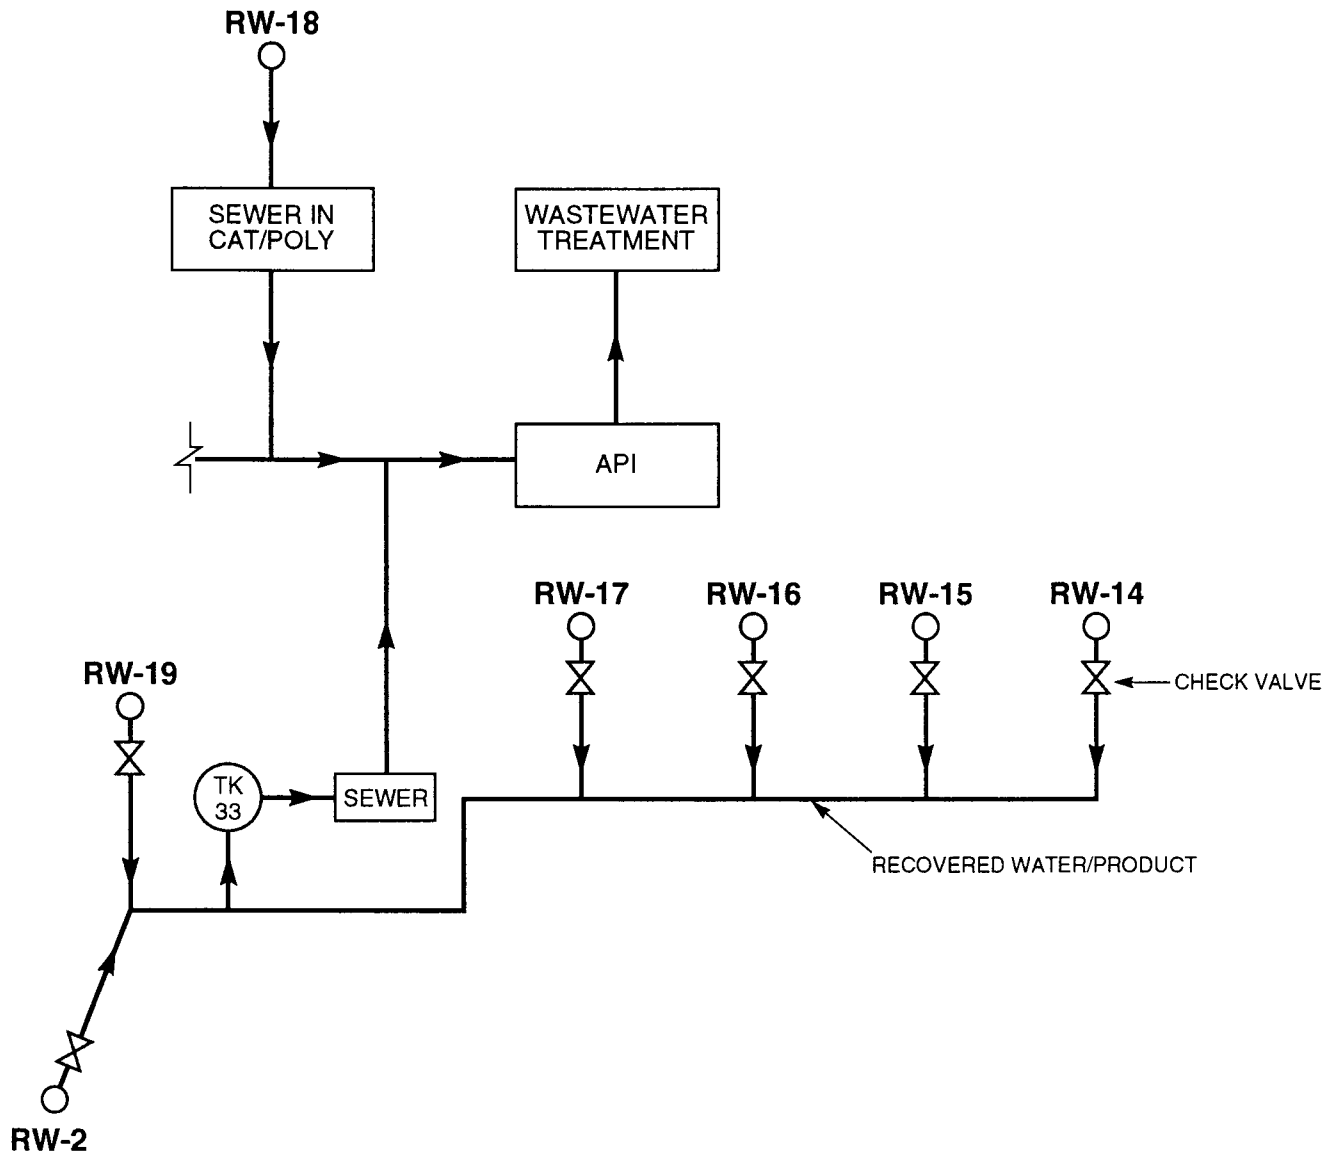 RW-18
SEWER IN
CAT/POLY
WASTEWATER
TREATMENT
API
RW-17
RW-16
RW-15
RW-14
RW-19
CHECK VALVE
TK
33
SEWER
RECOVERED WATER/PRODUCT
RW-2